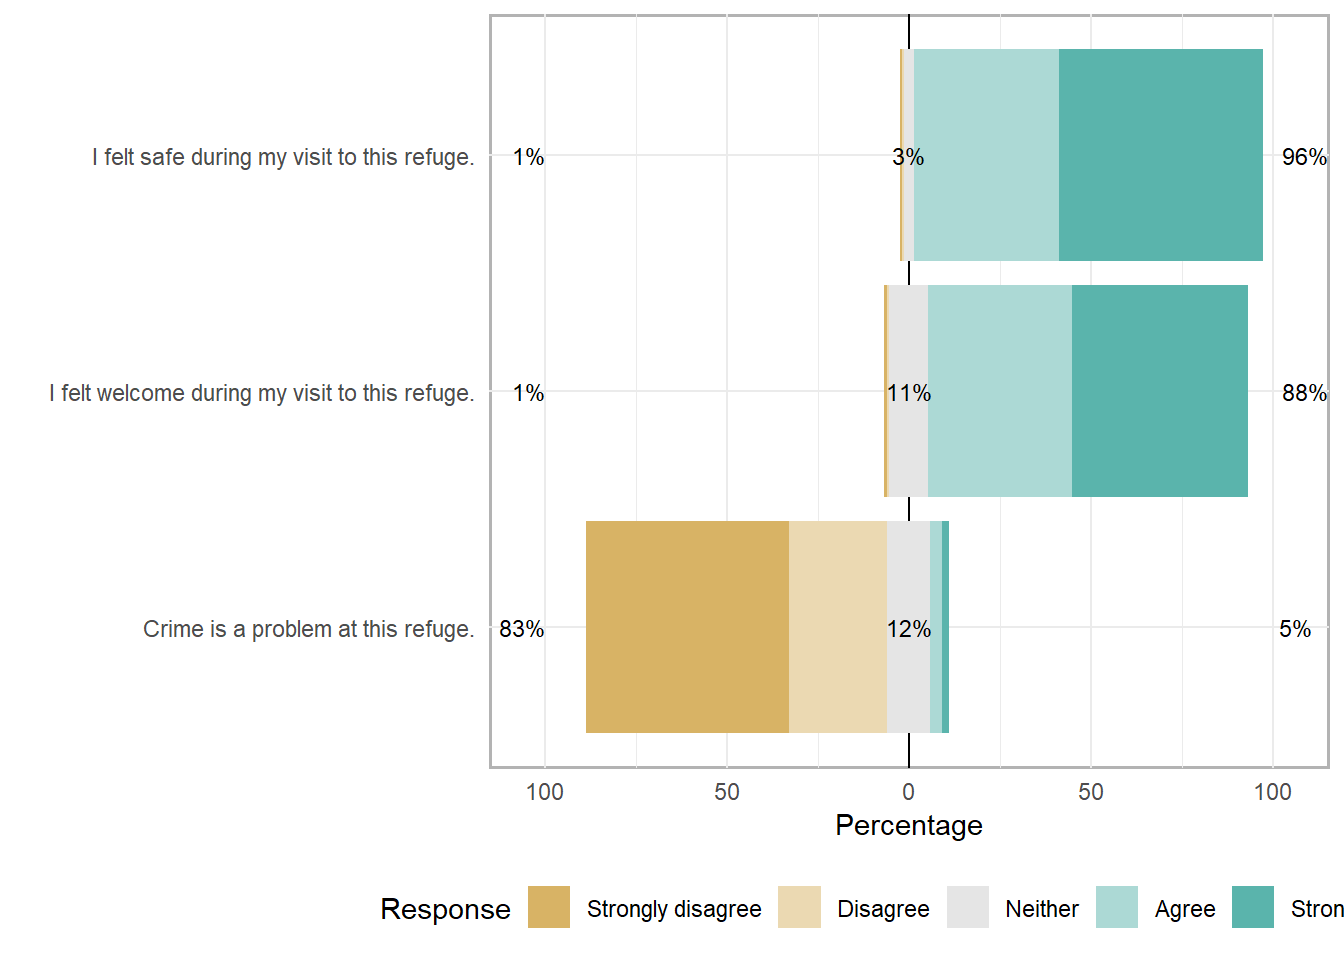 I felt safe during my visit to this refuge. 1% 3% 96%
I felt welcome during my visit to this refuge. 1% 11% 88%
Crime is a problem at this refuge. 83% 12% 5%
100 50 0 50 100
Percentage
Response Strongly disagree Disagree Neither Agree Stron